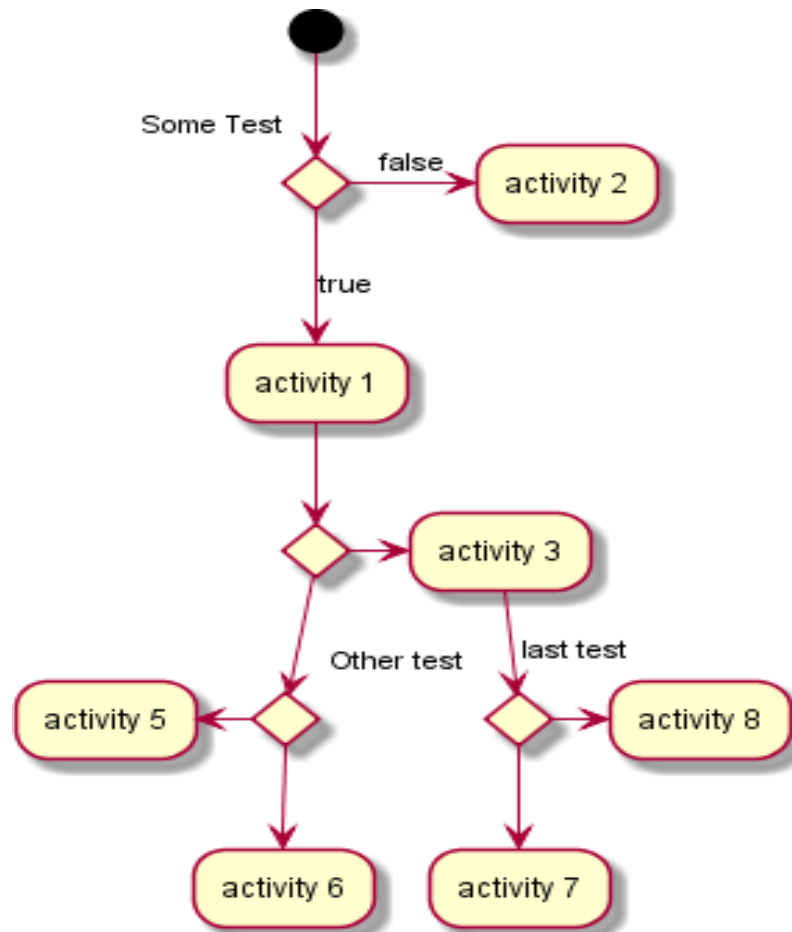 Some Test
false
activity 2
true
activity 1
activity 3
Other test
last test
activity 5
activity 8
activity 6
activity 7